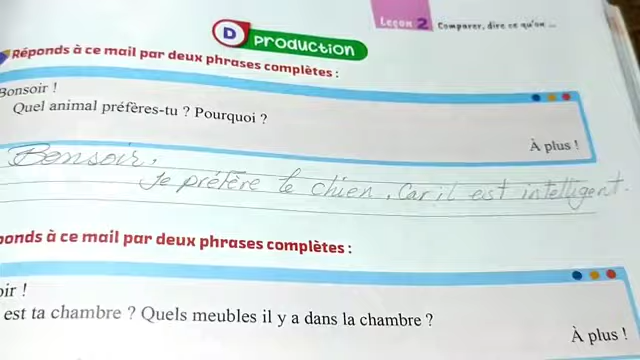 Leçon 2 Comparer, dire ce qu'on ...
D PRODUCTION
Réponds à ce mail par deux phrases complètes :
Bonsoir !
Quel animal préfères-tu ? Pourquoi ?
À plus !
Bonsoir,
Je préfère le chien, Car il est intelligent.
ponds à ce mail par deux phrases complètes :
oir !
est ta chambre ? Quels meubles il y a dans la chambre ?
À plus !